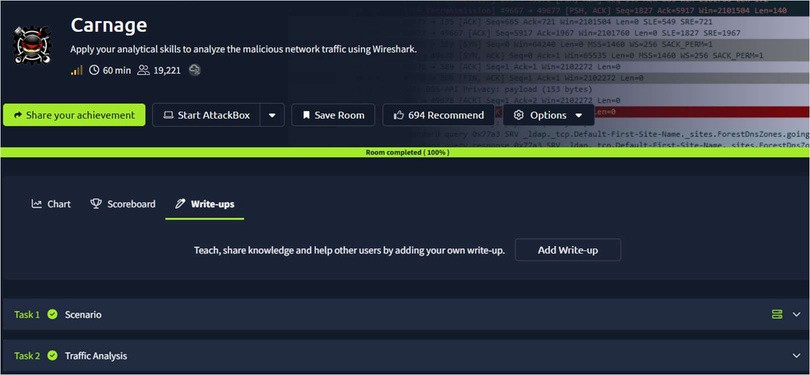 Carnage
Apply your analytical skills to analyze the malicious network traffic using Wireshark.
60 min 19,221
Share your achievement Start AttackBox Save Room 694 Recommend Options
Room completed ( 100% )
Chart Scoreboard Write-ups
Teach, share knowledge and help other users by adding your own write-up. Add Write-up
Task 1 Scenario
Task 2 Traffic Analysis